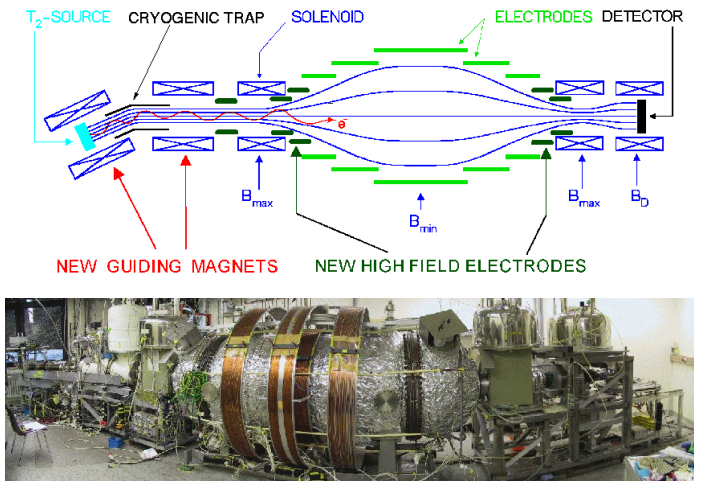 T2-SOURCE
CRYOGENIC TRAP
SOLENOID
ELECTRODES
DETECTOR
e-
Bmax
Bmin
Bmax
BD
NEW GUIDING MAGNETS
NEW HIGH FIELD ELECTRODES